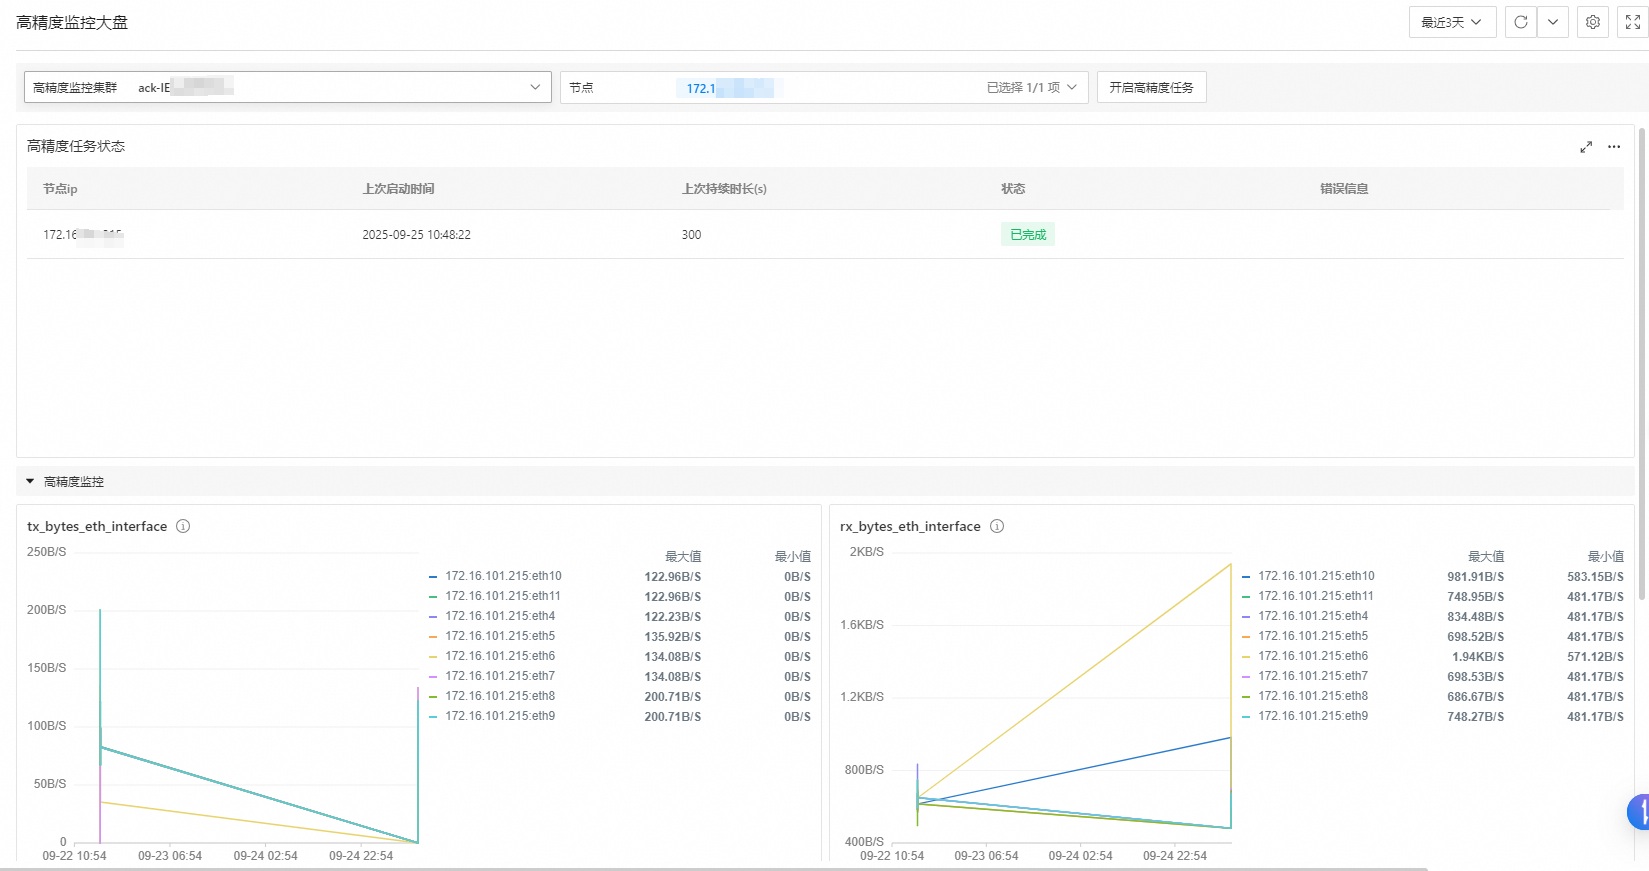 高精度监控大盘
最近3天
高精度监控集群 ack-IE
节点 172.1 已选择 1/1 项
开启高精度任务
高精度任务状态
节点ip 上次启动时间 上次持续时长(s) 状态 错误信息
172.16 2025-09-25 10:48:22 300 已完成
高精度监控
tx_bytes_eth_interface
250B/S
200B/S
150B/S
100B/S
50B/S
0
09-22 10:54 09-23 06:54 09-24 02:54 09-24 22:54
最大值 最小值
172.16.101.215:eth10 122.96B/S 0B/S
172.16.101.215:eth11 122.96B/S 0B/S
172.16.101.215:eth4 122.23B/S 0B/S
172.16.101.215:eth5 135.92B/S 0B/S
172.16.101.215:eth6 134.08B/S 0B/S
172.16.101.215:eth7 134.08B/S 0B/S
172.16.101.215:eth8 200.71B/S 0B/S
172.16.101.215:eth9 200.71B/S 0B/S
rx_bytes_eth_interface
2KB/S
1.6KB/S
1.2KB/S
800B/S
400B/S
09-22 10:54 09-23 06:54 09-24 02:54 09-24 22:54
最大值 最小值
172.16.101.215:eth10 981.91B/S 583.15B/S
172.16.101.215:eth11 748.95B/S 481.17B/S
172.16.101.215:eth4 834.48B/S 481.17B/S
172.16.101.215:eth5 698.52B/S 481.17B/S
172.16.101.215:eth6 1.94KB/S 571.12B/S
172.16.101.215:eth7 698.53B/S 481.17B/S
172.16.101.215:eth8 686.67B/S 481.17B/S
172.16.101.215:eth9 748.27B/S 481.17B/S